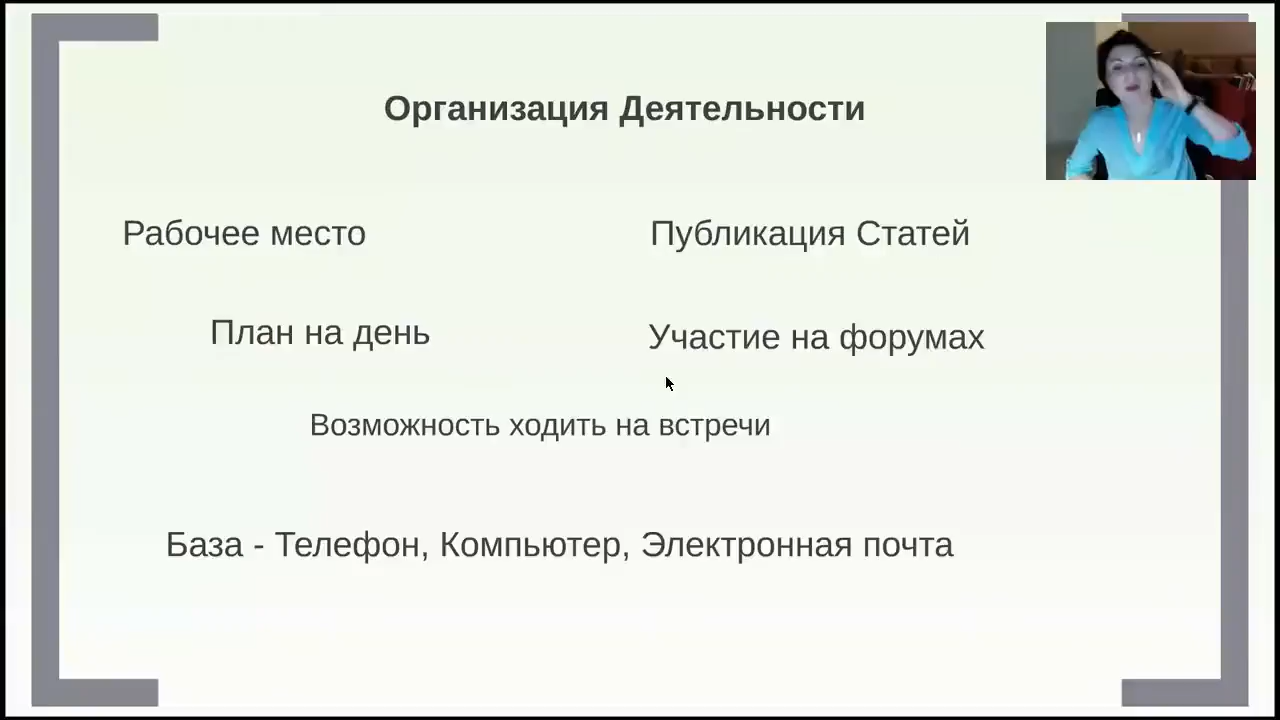 Организация Деятельности
Рабочее место
Публикация Статей
План на день
Участие на форумах
Возможность ходить на встречи
База - Телефон, Компьютер, Электронная почта